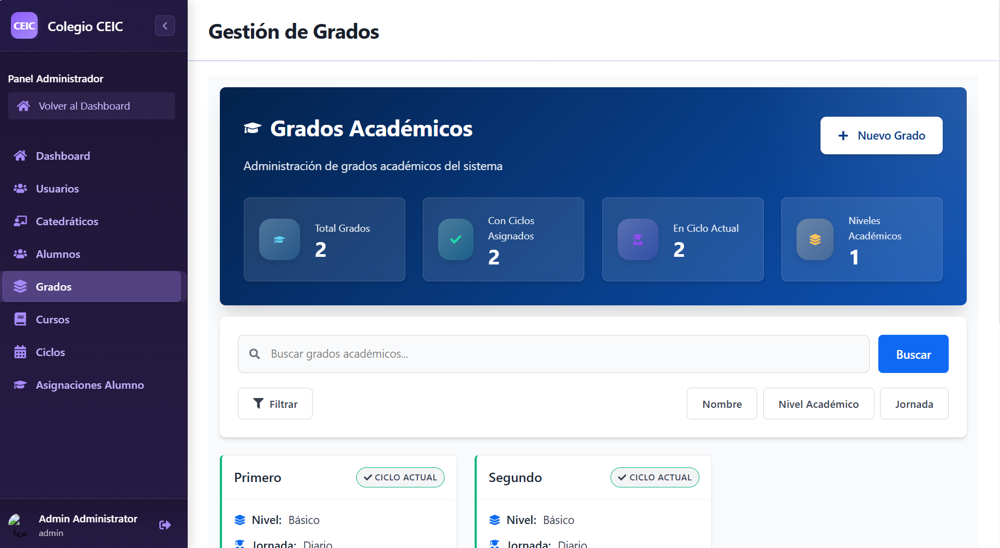 CEIC
Colegio CEIC
Panel Administrador
Volver al Dashboard
Dashboard
Usuarios
Catedráticos
Alumnos
Grados
Cursos
Ciclos
Asignaciones Alumno
Admin Administrator
admin
Gestión de Grados
Grados Académicos
Administración de grados académicos del sistema
Nuevo Grado
Total Grados
2
Con Ciclos
Asignados
2
En Ciclo Actual
2
Niveles
Académicos
1
Buscar grados académicos...
Buscar
Filtrar
Nombre
Nivel Académico
Jornada
Primero
CICLO ACTUAL
Nivel: Básico
Jornada: Diario
Segundo
CICLO ACTUAL
Nivel: Básico
Jornada: Diario